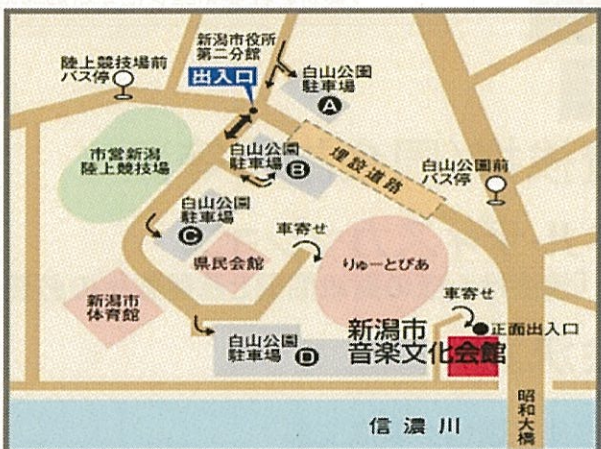 新潟市役所
第二分館
陸上競技場前
バス停
出入口
白山公園
駐車場
A
市営新潟
陸上競技場
白山公園
駐車場
B
埋設道路
白山公園前
バス停
白山公園
駐車場
C
車寄せ
県民会館
りゅーとぴあ
新潟市
体育館
車寄せ
白山公園
駐車場
D
新潟市
音楽文化会館
正面出入口
信濃川
昭和大橋